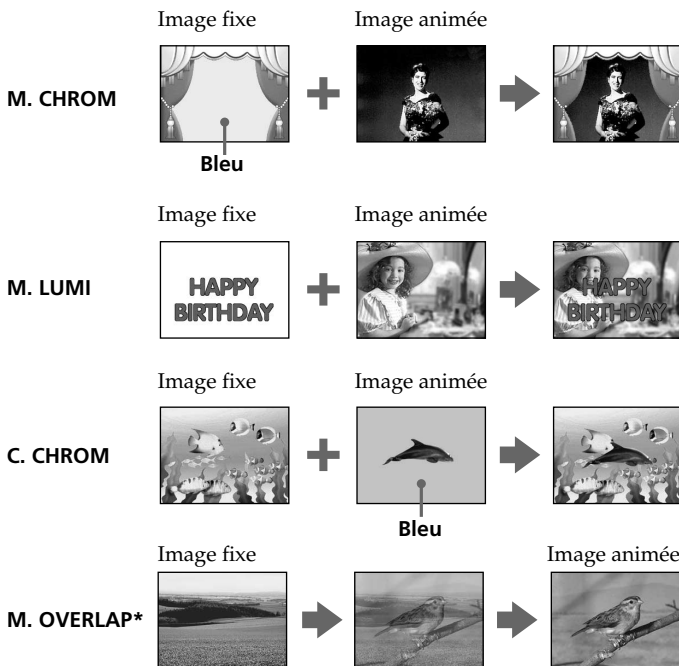 Image fixe Image animée
M. CHROM
Bleu
Image fixe Image animée
M. LUMI
HAPPY
BIRTHDAY
HAPPY
BIRTHDAY
Image fixe Image animée
C. CHROM
Bleu
Image fixe Image animée
M. OVERLAP*